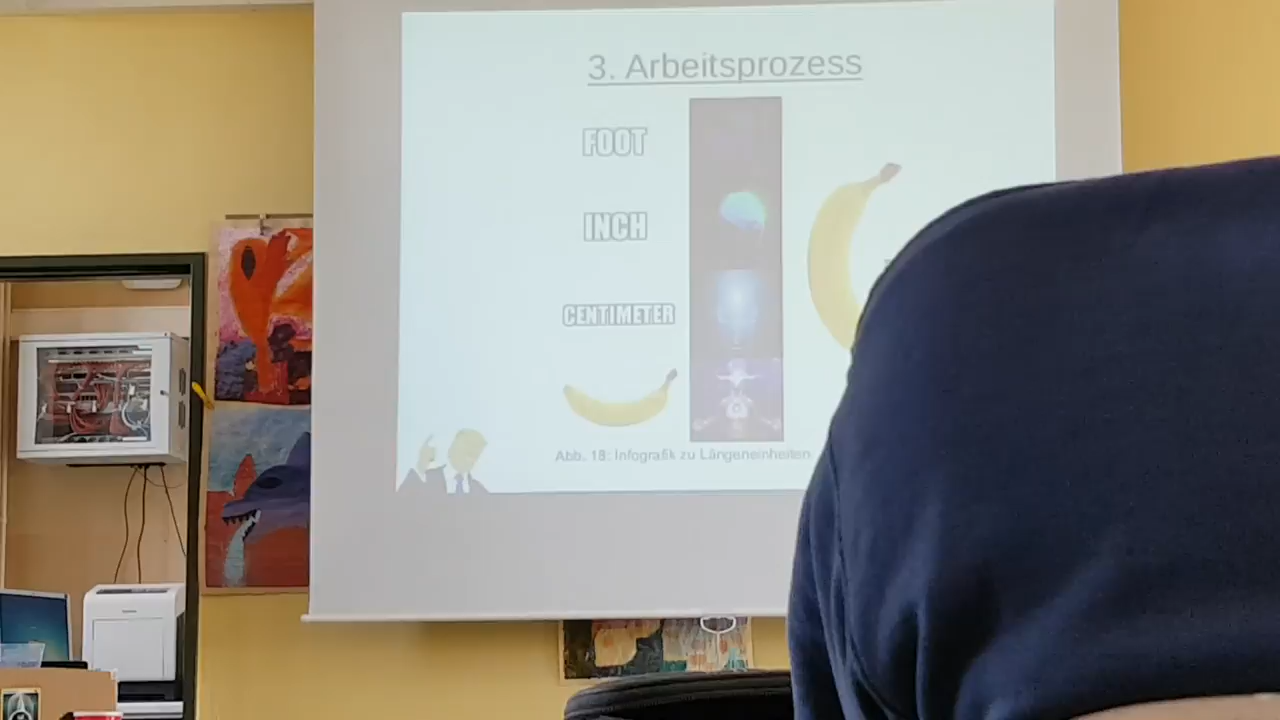 3. Arbeitsprozess
FOOT
INCH
CENTIMETER
Abb. 18: Infografik zu Längeneinheiten.